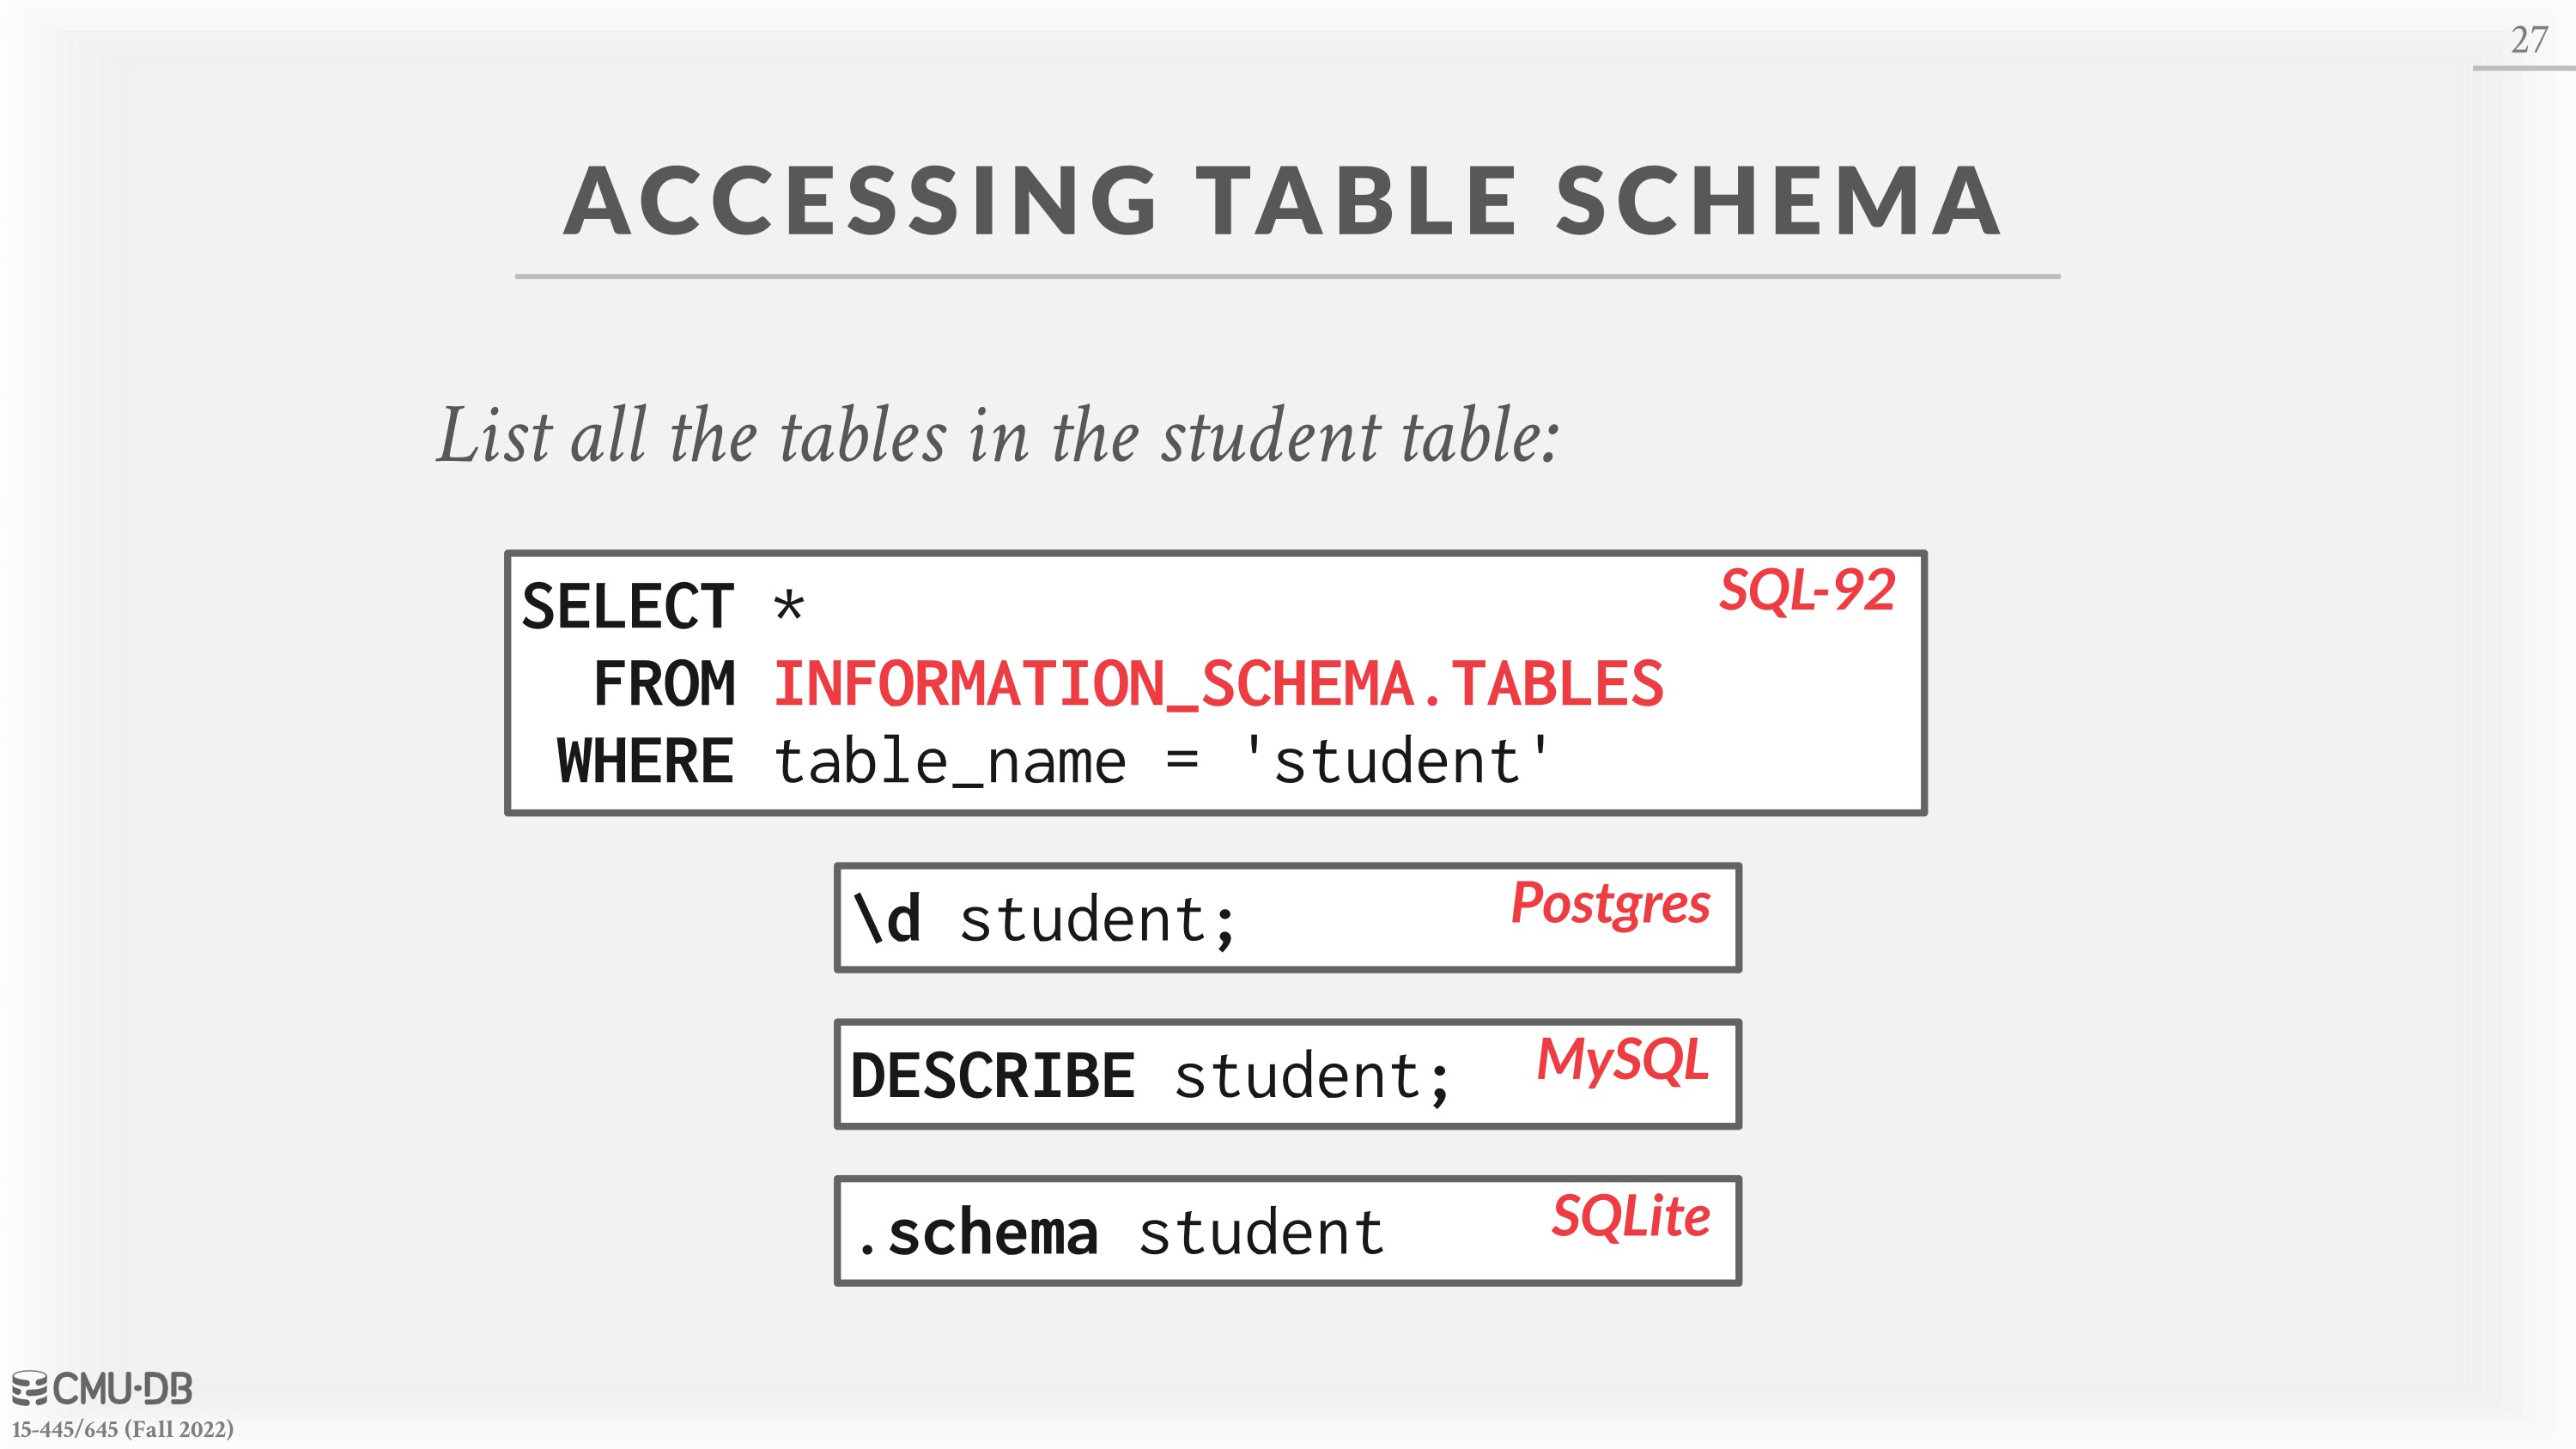 27
ACCESSING TABLE SCHEMA
List all the tables in the student table:
SELECT * SQL-92
FROM INFORMATION_SCHEMA.TABLES
WHERE table_name = 'student'
\d student; Postgres
DESCRIBE student; MySQL
.schema student SQLite
CMU·DB
15-445/645 (Fall 2022)